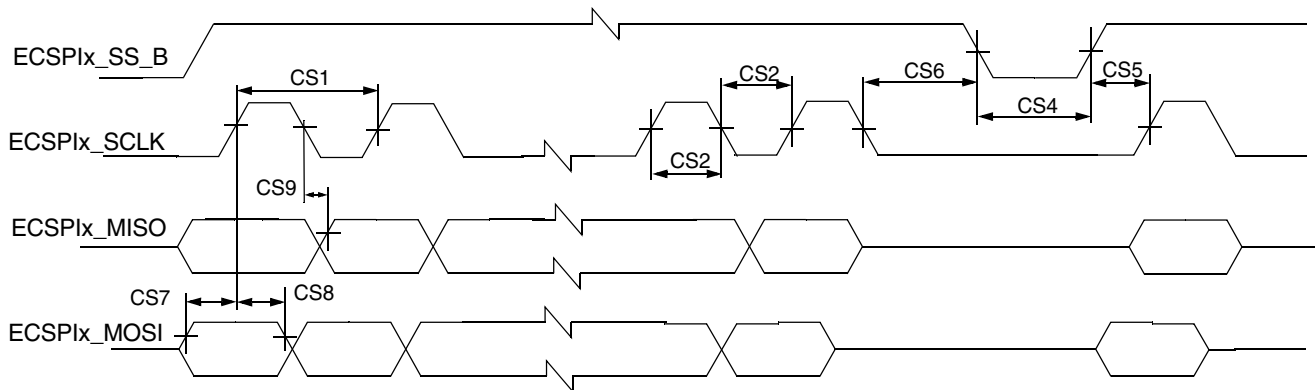 ECSPIx_SS_B
CS1
CS2
CS6
CS5
CS4
ECSPIx_SCLK
CS2
CS9
ECSPIx_MISO
CS7
CS8
ECSPIx_MOSI